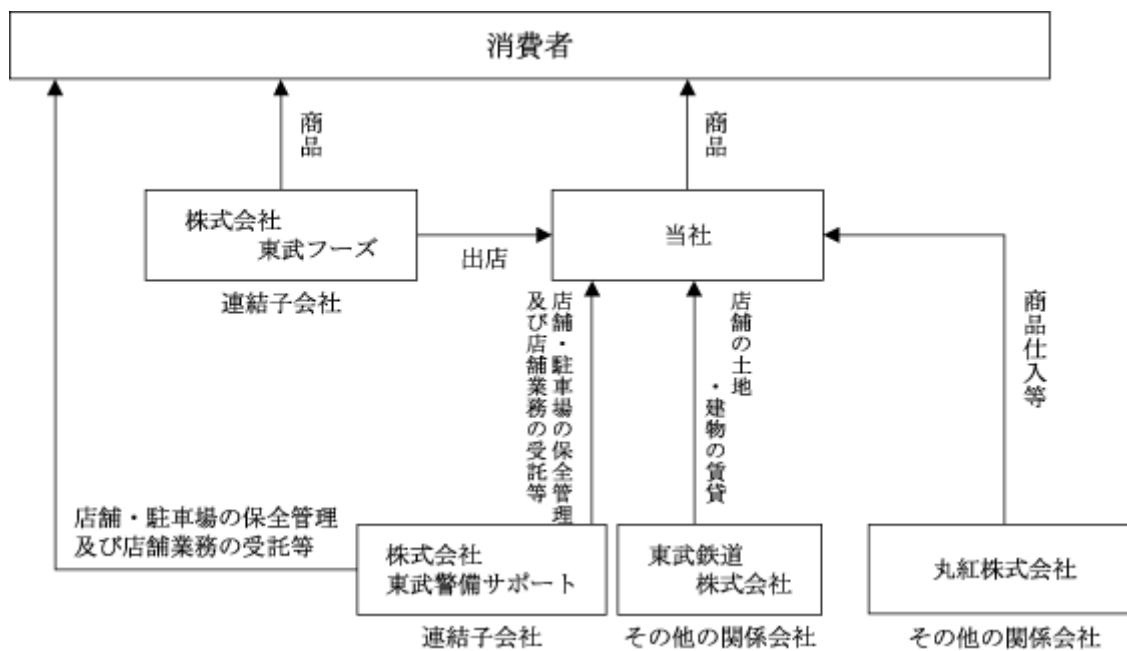 消費者
商品
商品
株式会社
東武フーズ
出店
当社
連結子会社
店舗・駐車場の保全管理
及び店舗業務の受託等
店舗の土地
・建物の賃貸
商品仕入等
店舗・駐車場の保全管理
及び店舗業務の受託等
株式会社
東武警備サポート
東武鉄道
株式会社
丸紅株式会社
連結子会社
その他の関係会社
その他の関係会社